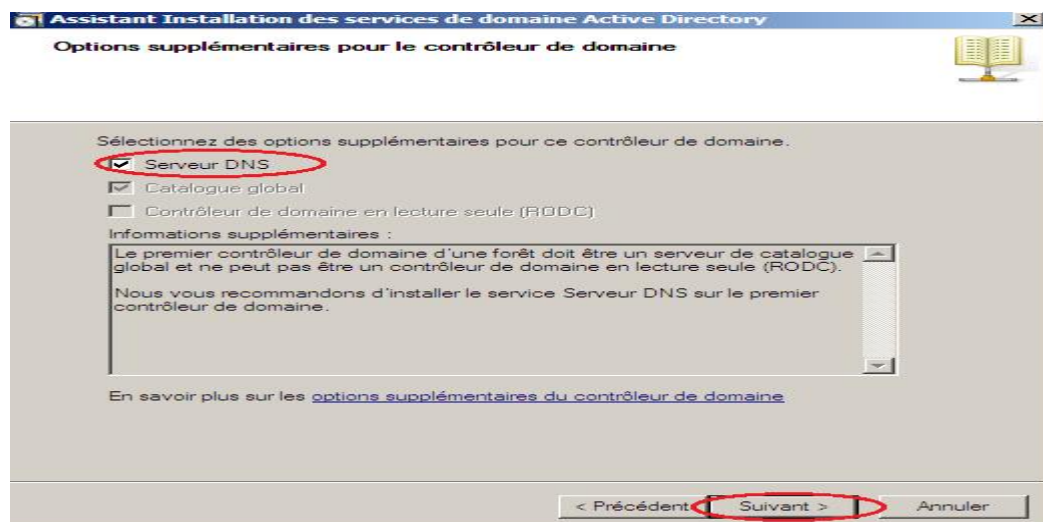 Assistant Installation des services de domaine Active Directory
Options supplémentaires pour le contrôleur de domaine
Sélectionnez des options supplémentaires pour ce contrôleur de domaine.
Serveur DNS
Catalogue global
Contrôleur de domaine en lecture seule (RODC)
Informations supplémentaires :
Le premier contrôleur de domaine d'une forêt doit être un serveur de catalogue
global et ne peut pas être un contrôleur de domaine en lecture seule (RODC).
Nous vous recommandons d'installer le service Serveur DNS sur le premier
contrôleur de domaine.
En savoir plus sur les options supplémentaires du contrôleur de domaine
< Précédent Suivant > Annuler